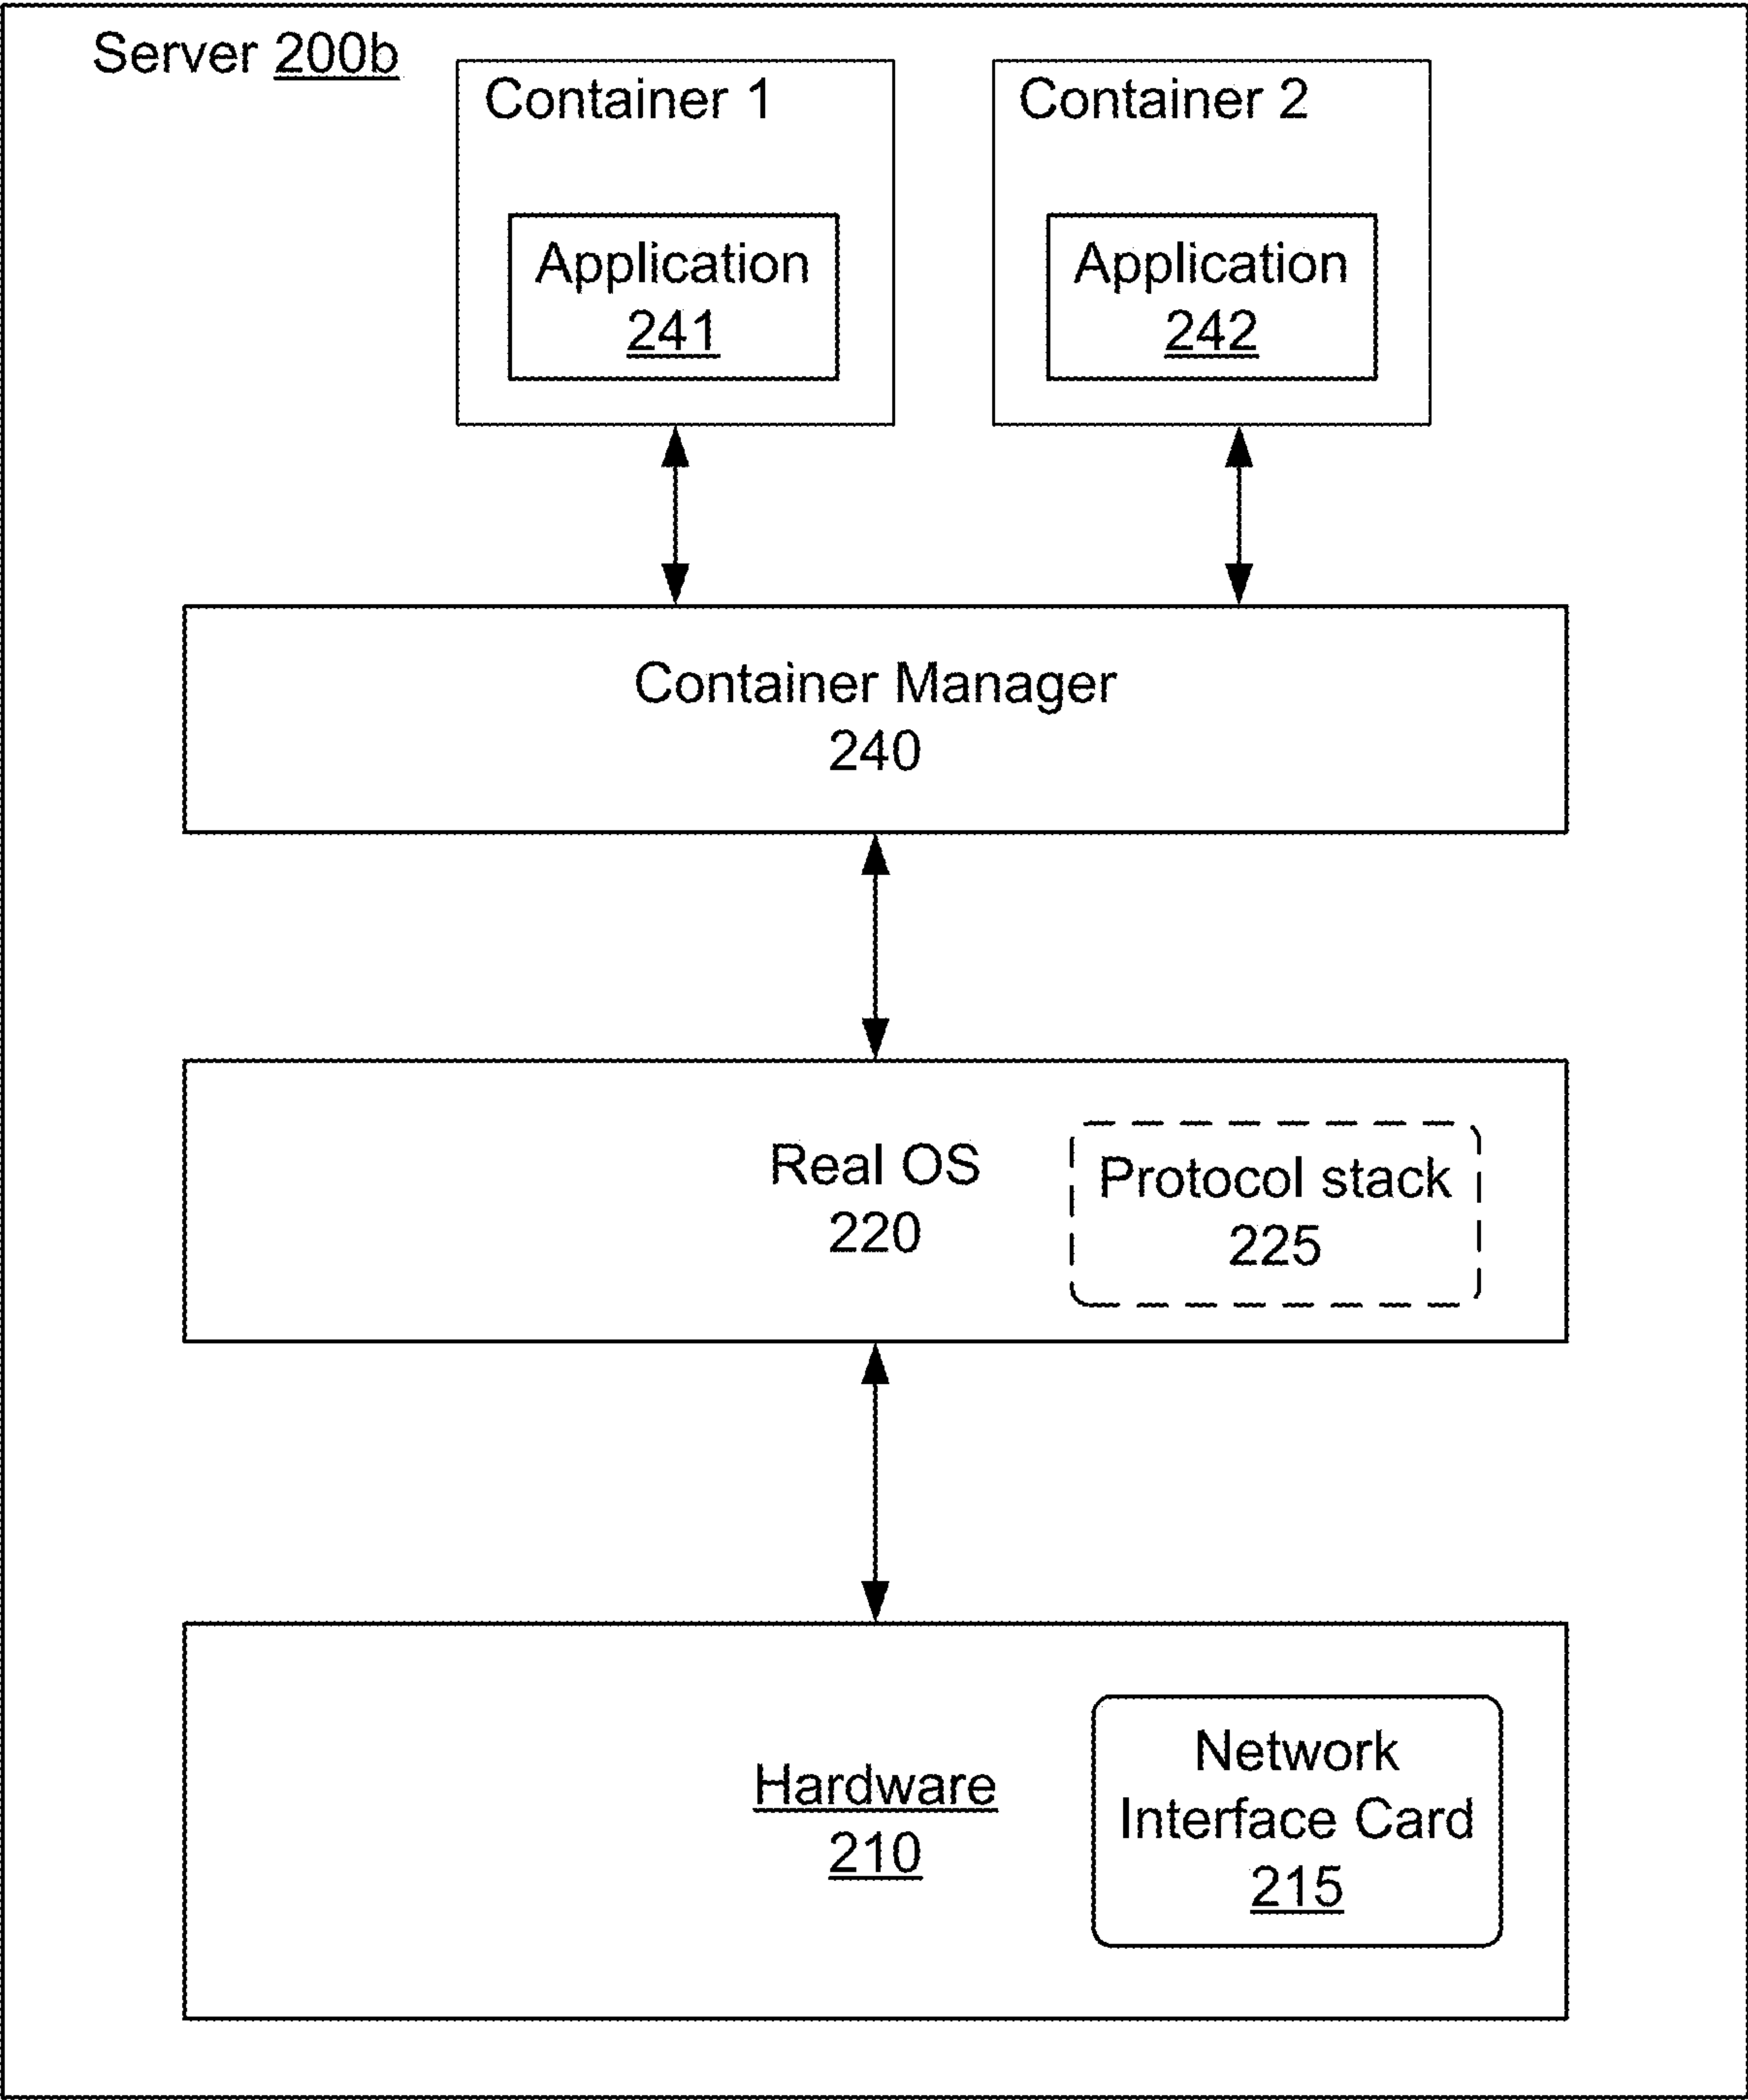 Server 200b
Container 1
Container 2
Application
241
Application
242
Container Manager
240
Real OS
220
Protocol stack
225
Hardware
210
Network
Interface Card
215